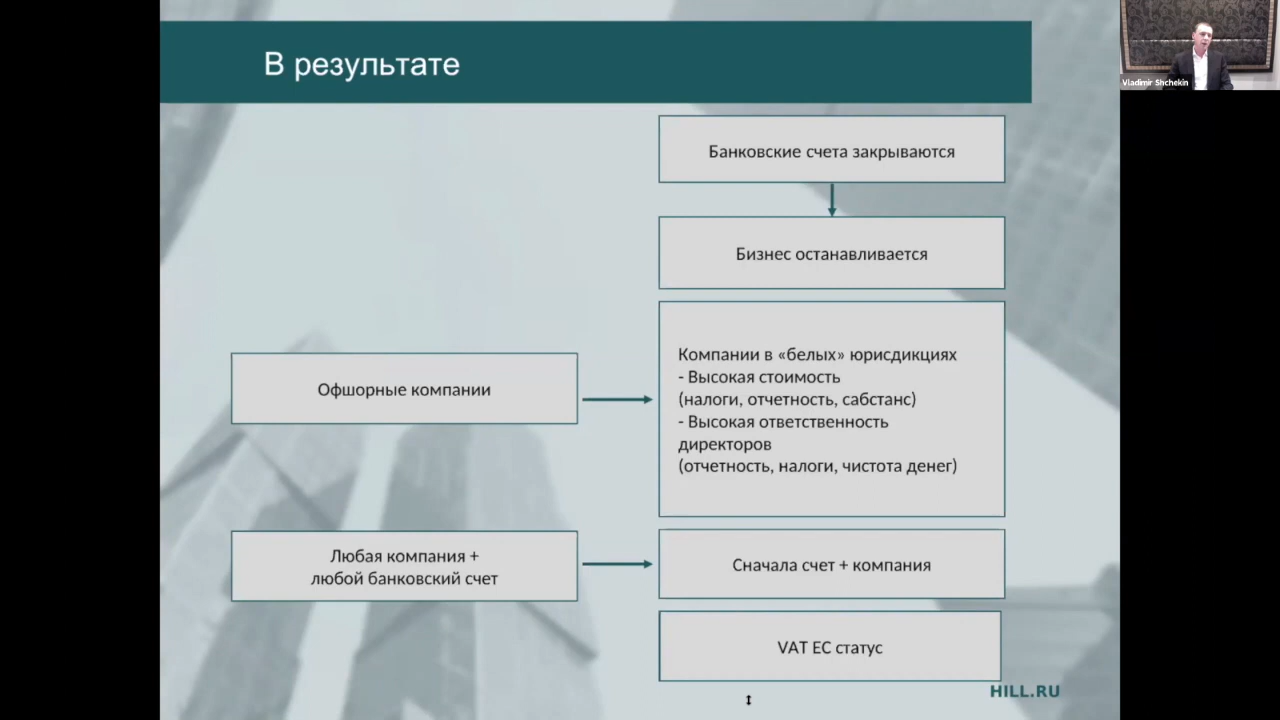 В результате
Vladimir Shchekin
Банковские счета закрываются
Бизнес останавливается
Офшорные компании
Компании в «белых» юрисдикциях
- Высокая стоимость
(налоги, отчетность, сабстанс)
- Высокая ответственность
директоров
(отчетность, налоги, чистота денег)
Любая компания +
любой банковский счет
Сначала счет + компания
VAT ЕС статус
HILL.RU